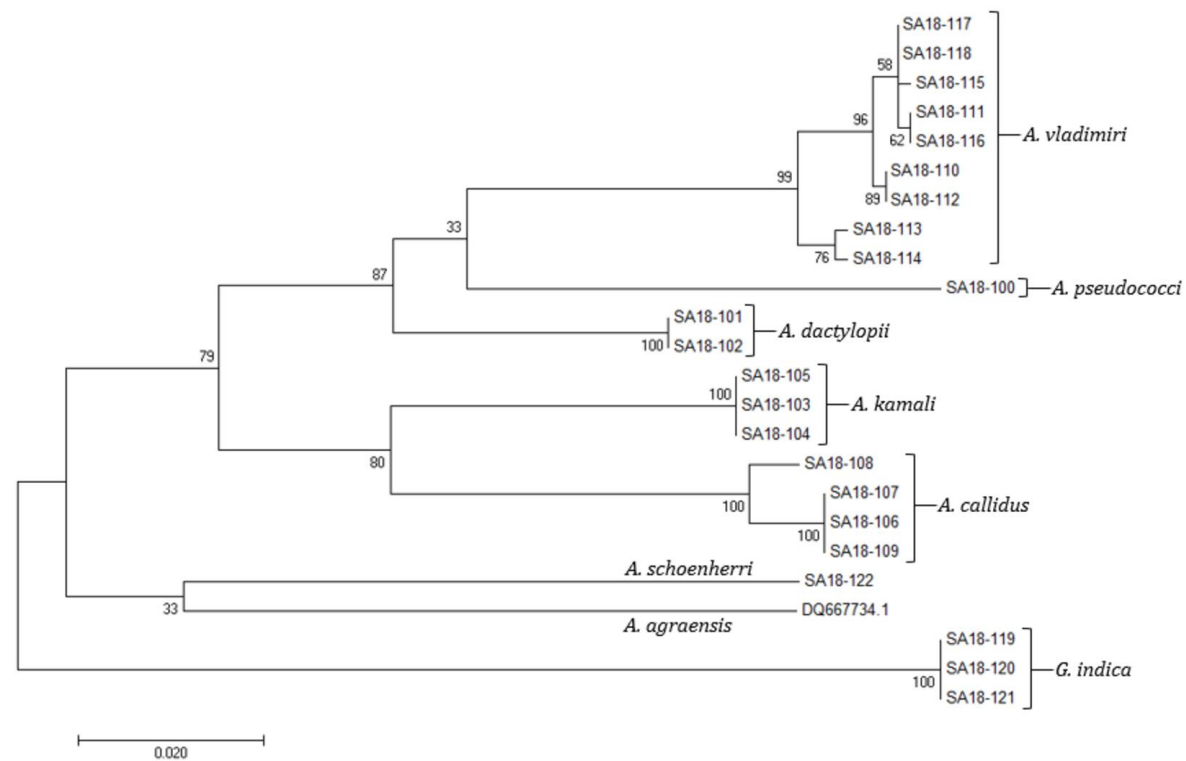 SA18-117
SA18-118
58
SA18-115
SA18-111
96
A. vladimiri
62
SA18-116
SA18-110
99
89
SA18-112
33
SA18-113
76
SA18-114
87
SA18-100
A. pseudococci
SA18-101
A. dactylopii
100
SA18-102
79
SA18-105
100
SA18-103
A. kamali
SA18-104
80
SA18-108
SA18-107
100
A. callidus
SA18-106
100
SA18-109
A. schoenherri
SA18-122
33
DQ667734.1
A. agraensis
SA18-119
SA18-120
G. indica
100
SA18-121
0.020